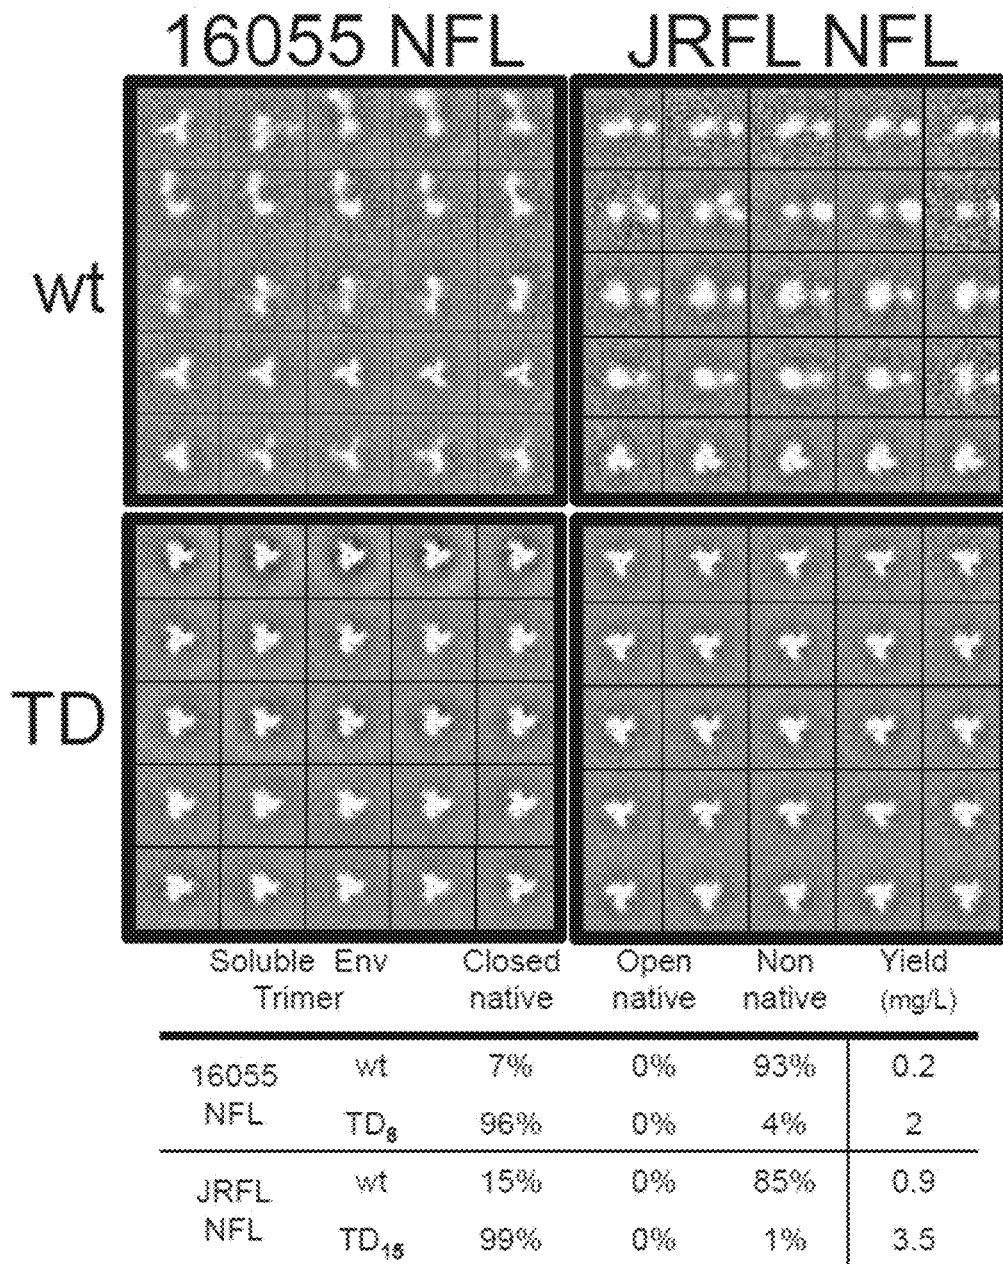 16055 NFL JRFL NFL
wt
TD
Soluble Env Closed Open Non Yield
Trimer native native native (mg/L)
16055 NFL wt 7% 0% 93% 0.2
TD8 96% 0% 4% 2
JRFL NFL wt 15% 0% 85% 0.9
TD15 99% 0% 1% 3.5